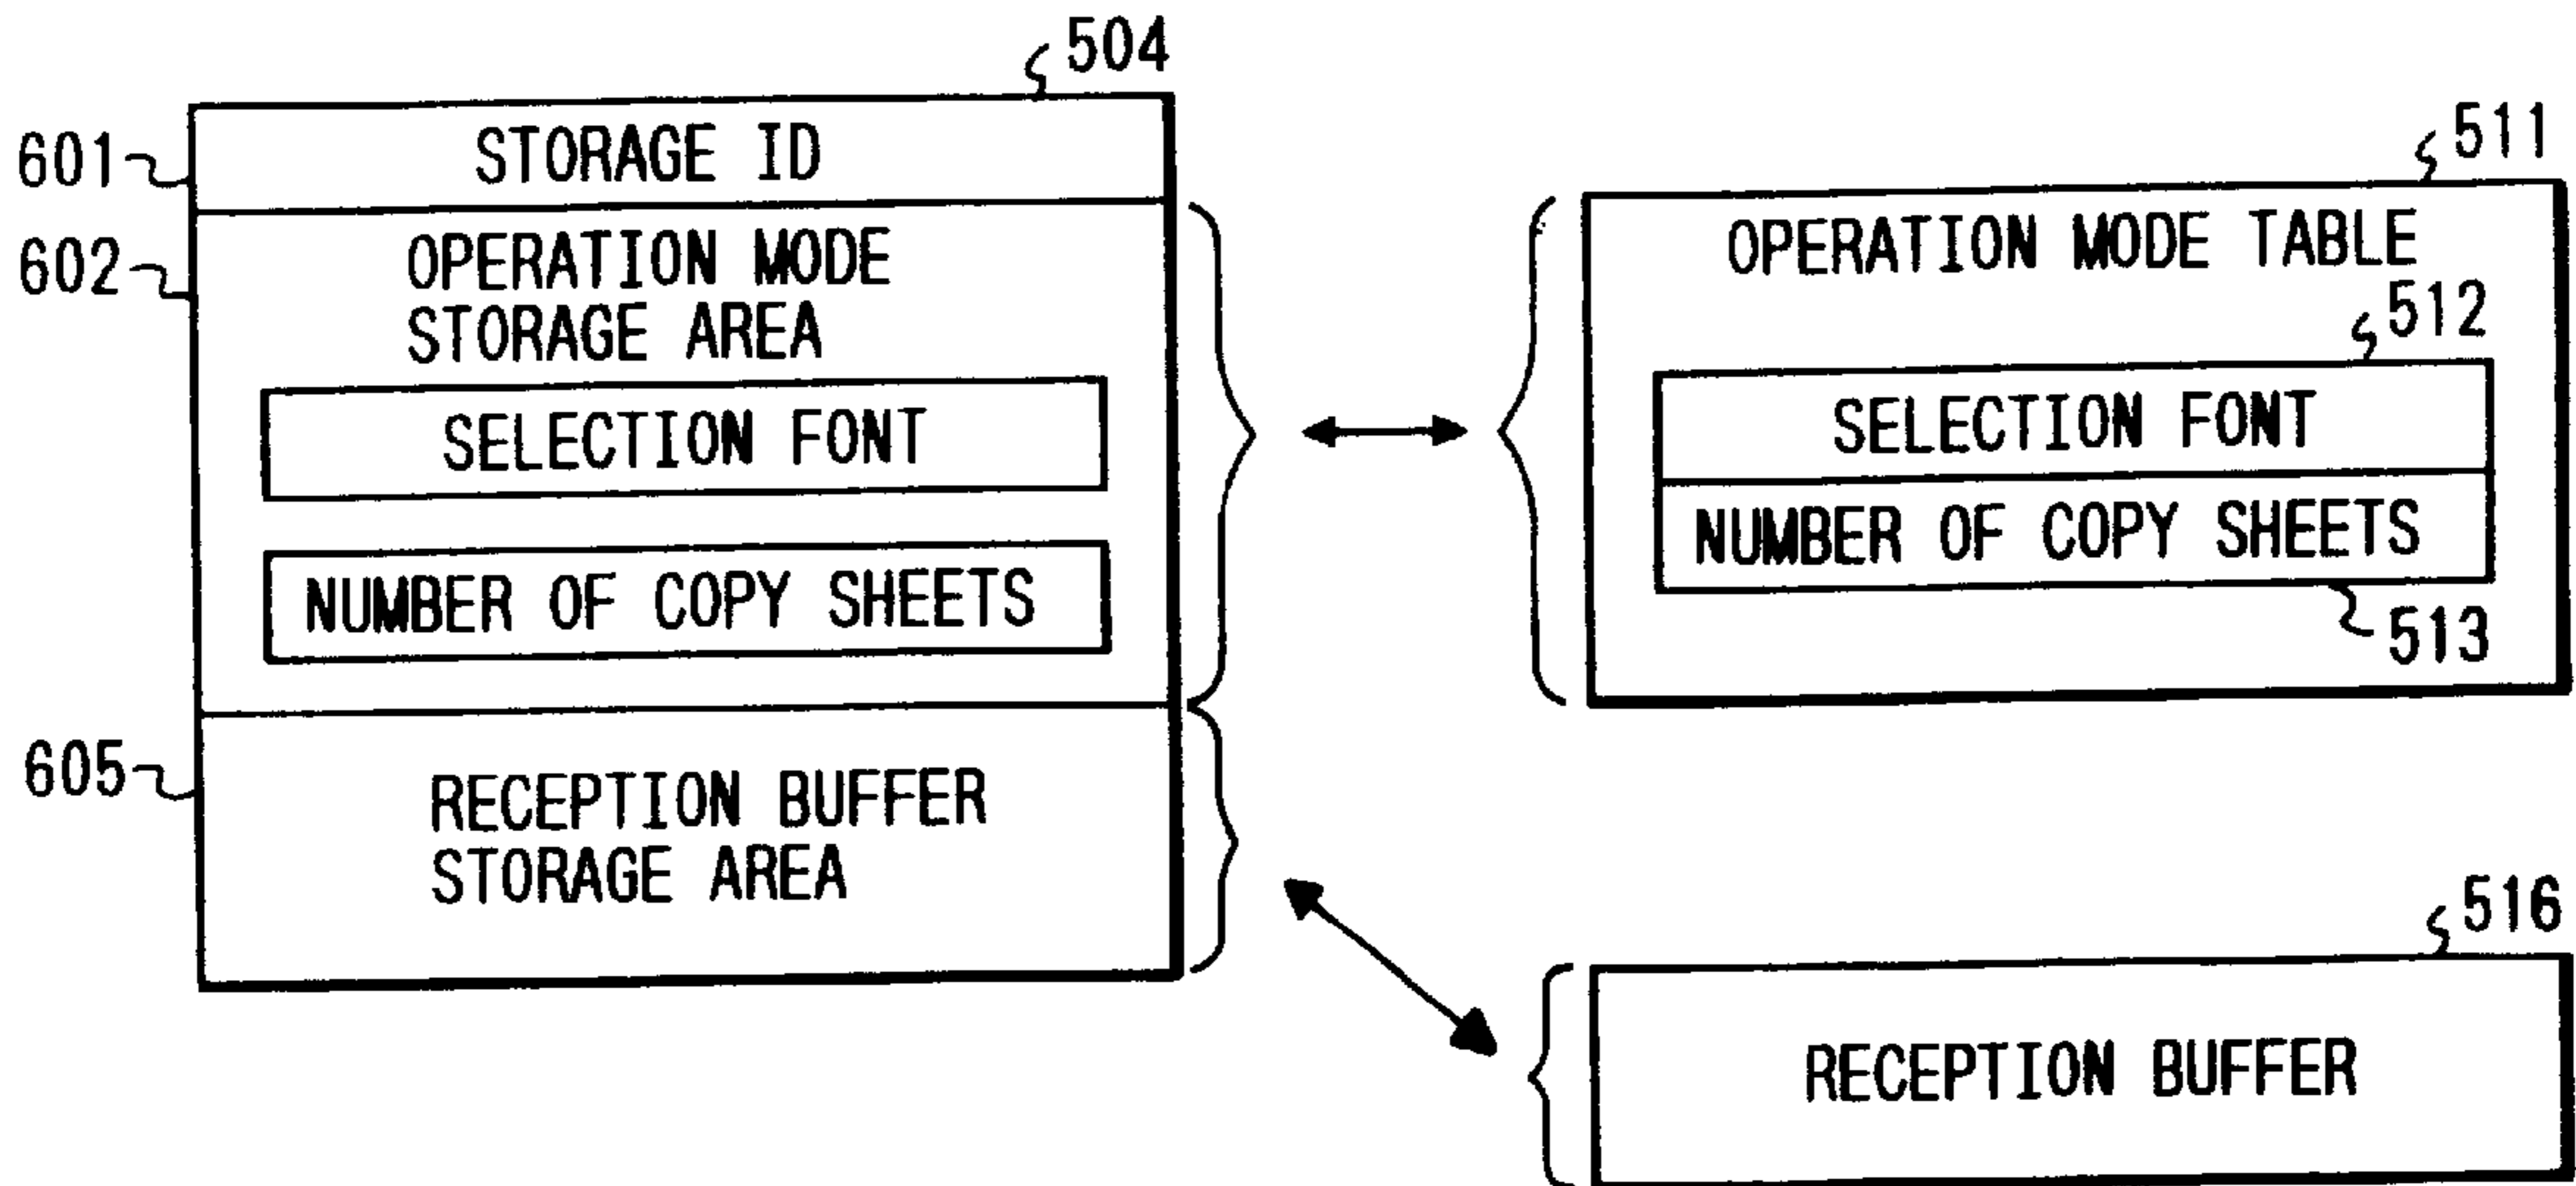 504
601
STORAGE ID
602
OPERATION MODE
STORAGE AREA
SELECTION FONT
NUMBER OF COPY SHEETS
605
RECEPTION BUFFER
STORAGE AREA
511
OPERATION MODE TABLE
512
SELECTION FONT
NUMBER OF COPY SHEETS
513
516
RECEPTION BUFFER